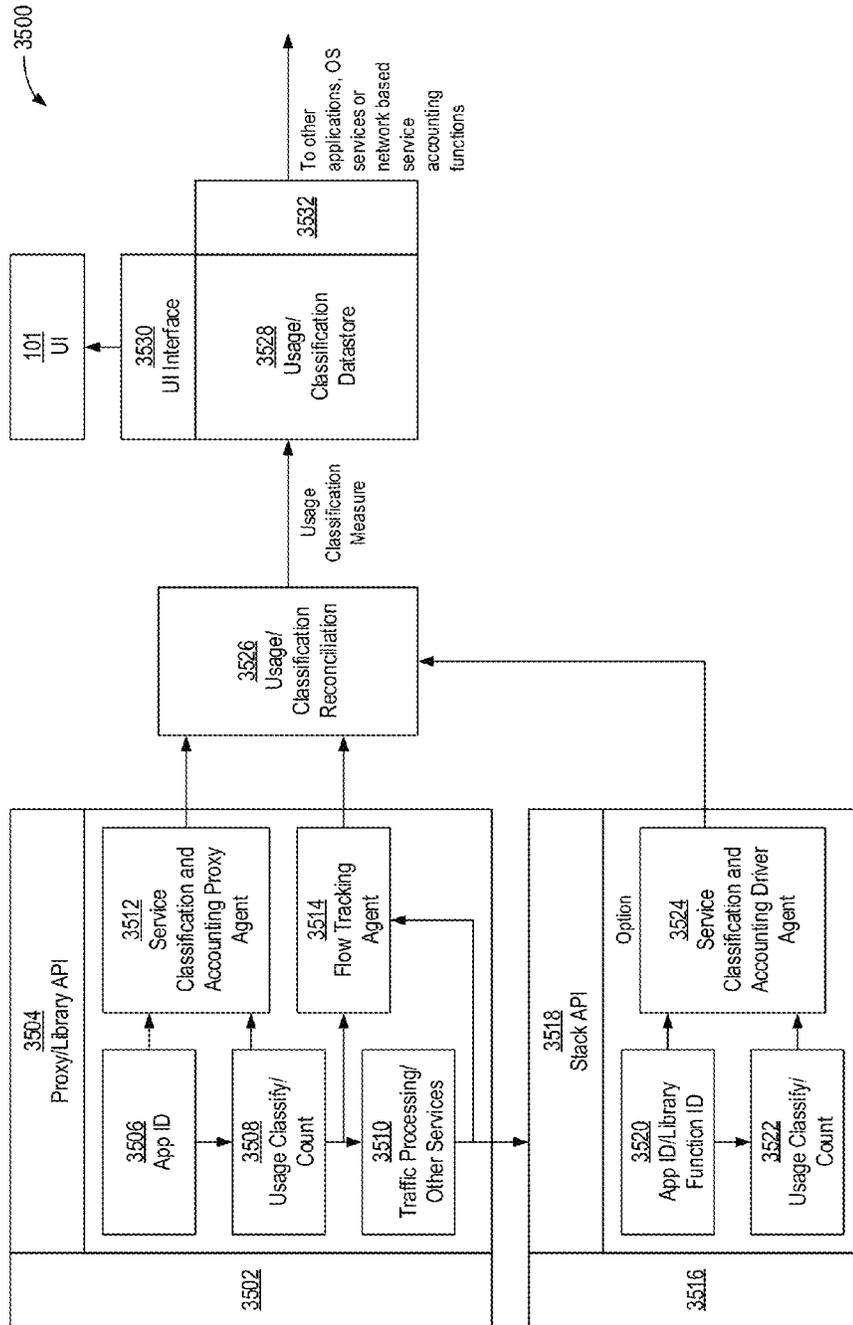 3500
3504
Proxy/Library API
3502
3506
App ID
3508
Usage Classify/
Count
3510
Traffic Processing/
Other Services
3512
Service
Classification and
Accounting Proxy
Agent
3514
Flow Tracking
Agent
3518
Stack API
3516
Option
3520
App ID/Library
Function ID
3522
Usage Classify/
Count
3524
Service
Classification and
Accounting Driver
Agent
3526
Usage/
Classification
Reconciliation
Usage
Classification
Measure
101
UI
3530
UI Interface
3528
Usage/
Classification
Datastore
3532
To other
applications, OS
services or
network based
service
accounting
functions